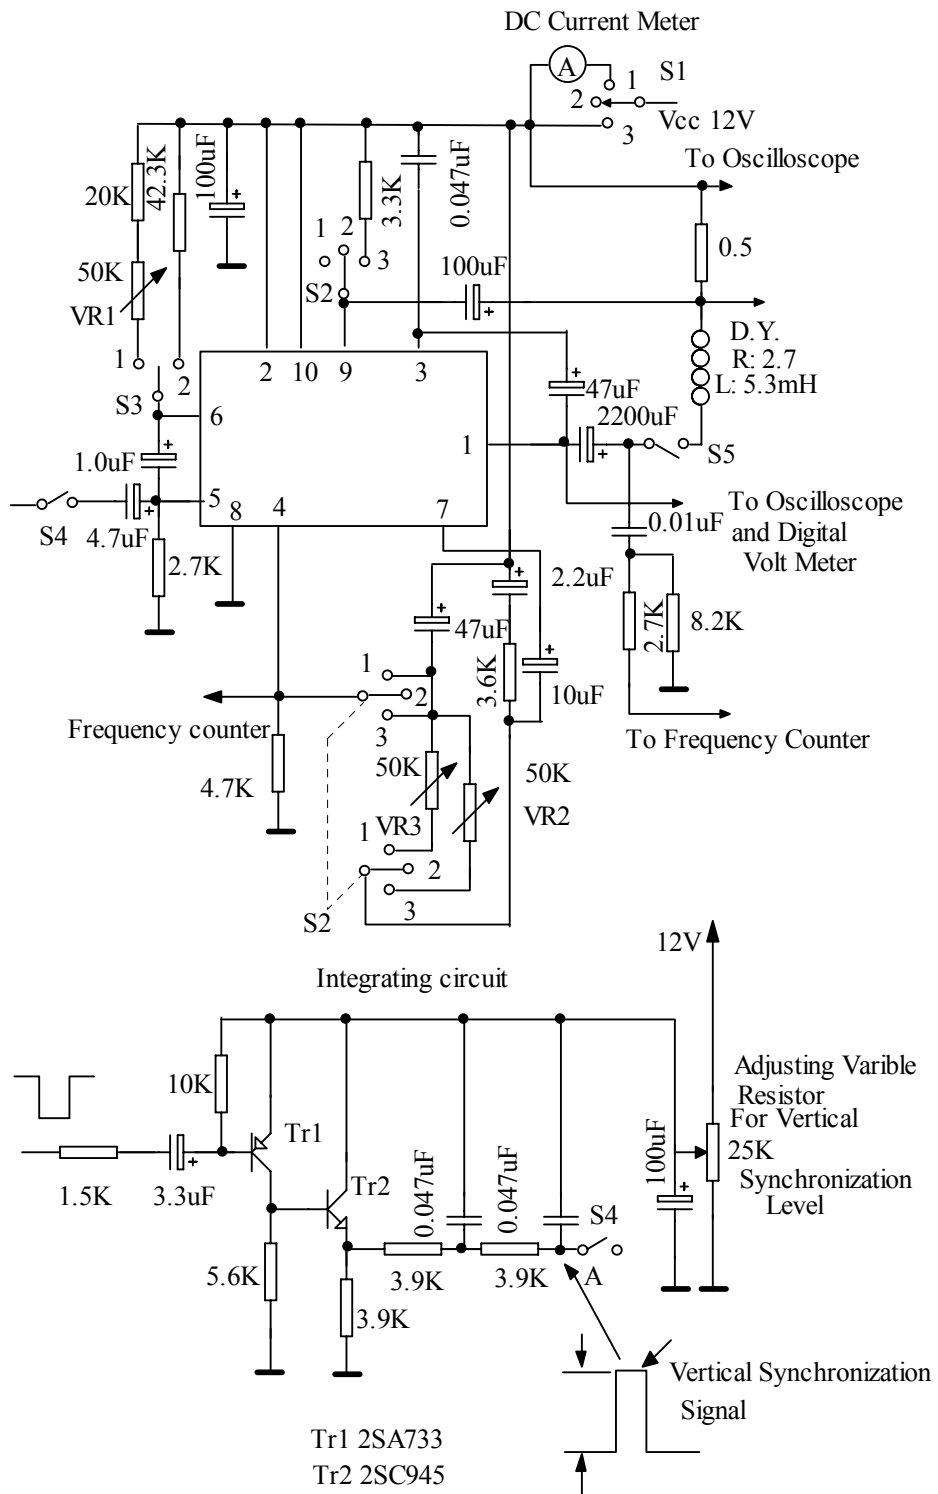 DC Current Meter
A
S1
1
2
3
Vcc 12V
To Oscilloscope
20K
42.3K
100uF
3.3K
0.047uF
0.5
50K
VR1
1
2
3
S2
100uF
D.Y.
R: 2.7
L: 5.3mH
1
2
S3
2
10
9
3
47uF
2200uF
6
1
S5
1.0uF
5
8
4
7
S4
4.7uF
2.7K
To Oscilloscope
and Digital
Volt Meter
0.01uF
2.2uF
2.7K
8.2K
47uF
3.6K
10uF
1
2
3
Frequency counter
To Frequency Counter
4.7K
50K
VR3
50K
VR2
1
2
3
S2
12V
Integrating circuit
10K
Tr1
Adjusting Varible
Resistor
For Vertical
25K
Synchronization
Level
100uF
1.5K
3.3uF
Tr2
0.047uF
0.047uF
S4
5.6K
3.9K
3.9K
A
3.9K
Vertical Synchronization
Signal
Tr1 2SA733
Tr2 2SC945